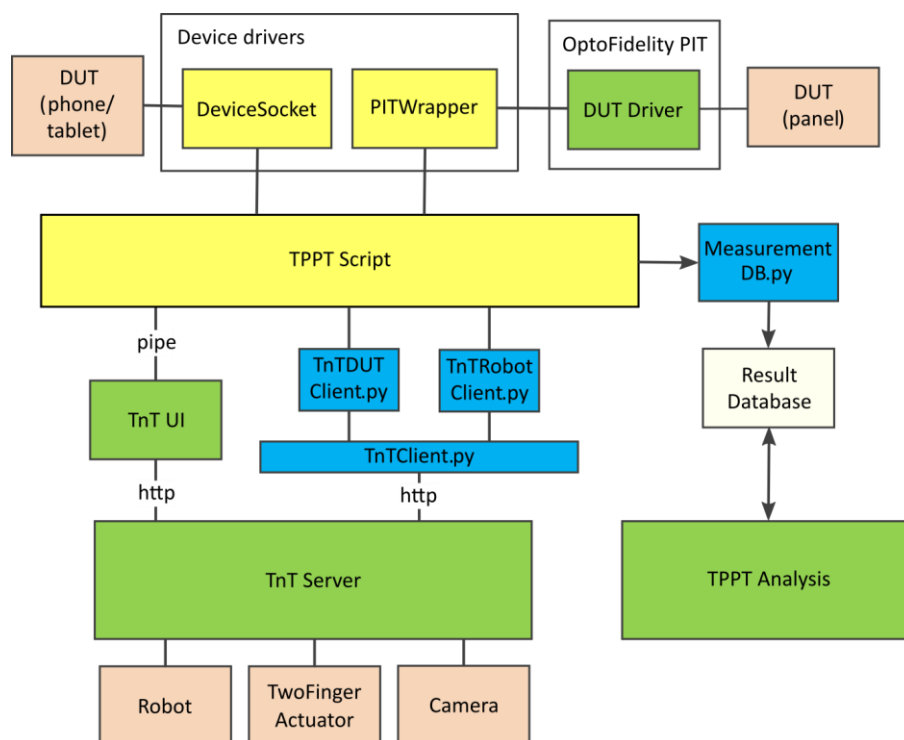 Device drivers
OptoFidelity PIT
DUT
(phone/
tablet)
DeviceSocket
PITWrapper
DUT Driver
DUT
(panel)
TPPT Script
Measurement
DB.py
pipe
TnTDUT
Client.py
TnTRobot
Client.py
Result
Database
TnT UI
TnTClient.py
http
http
TnT Server
TPPT Analysis
Robot
TwoFinger
Actuator
Camera